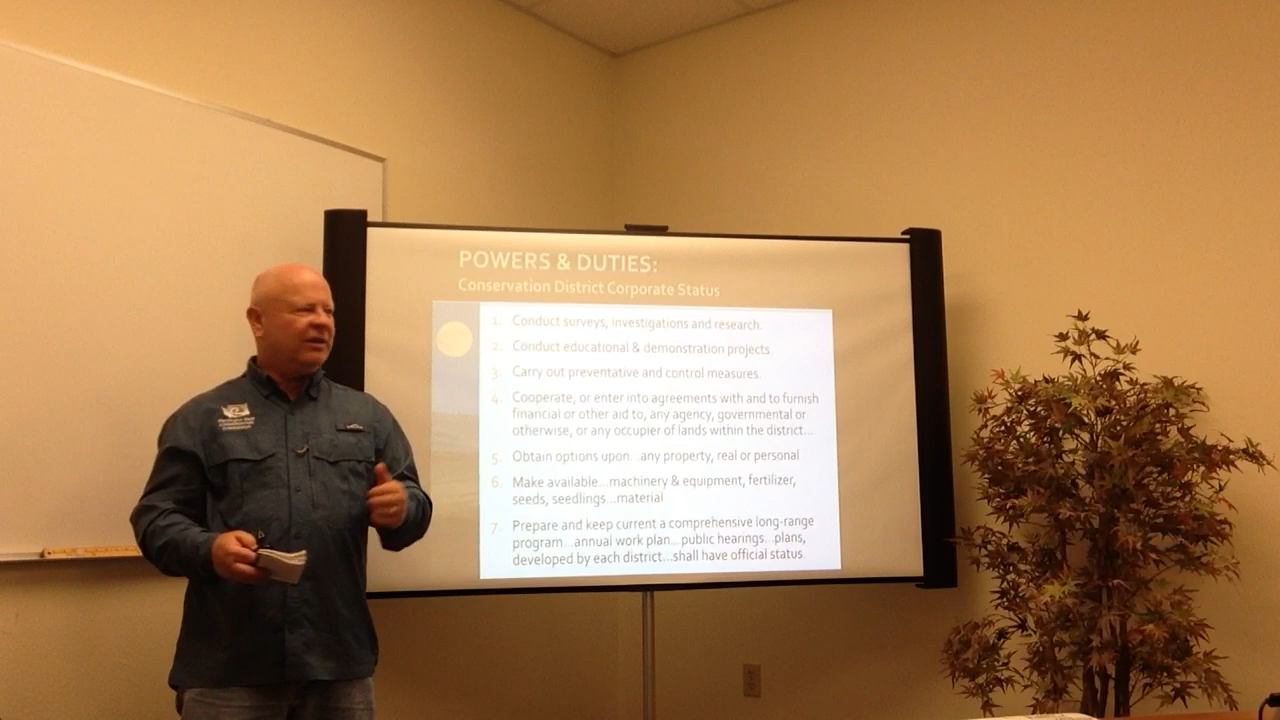 POWERS & DUTIES:
Conservation District Corporate Status
1. Conduct surveys, investigations and research.
2. Conduct educational & demonstration projects.
3. Carry out preventative and control measures.
4. Cooperate, or enter into agreements with and to furnish
financial or other aid to, any agency, governmental or
otherwise, or any occupier of lands within the district...
5. Obtain options upon...any property, real or personal
6. Make available...machinery & equipment, fertilizer,
seeds, seedlings...material
7. Prepare and keep current a comprehensive long-range
program...annual work plan...public hearings...plans,
developed by each district...shall have official status.